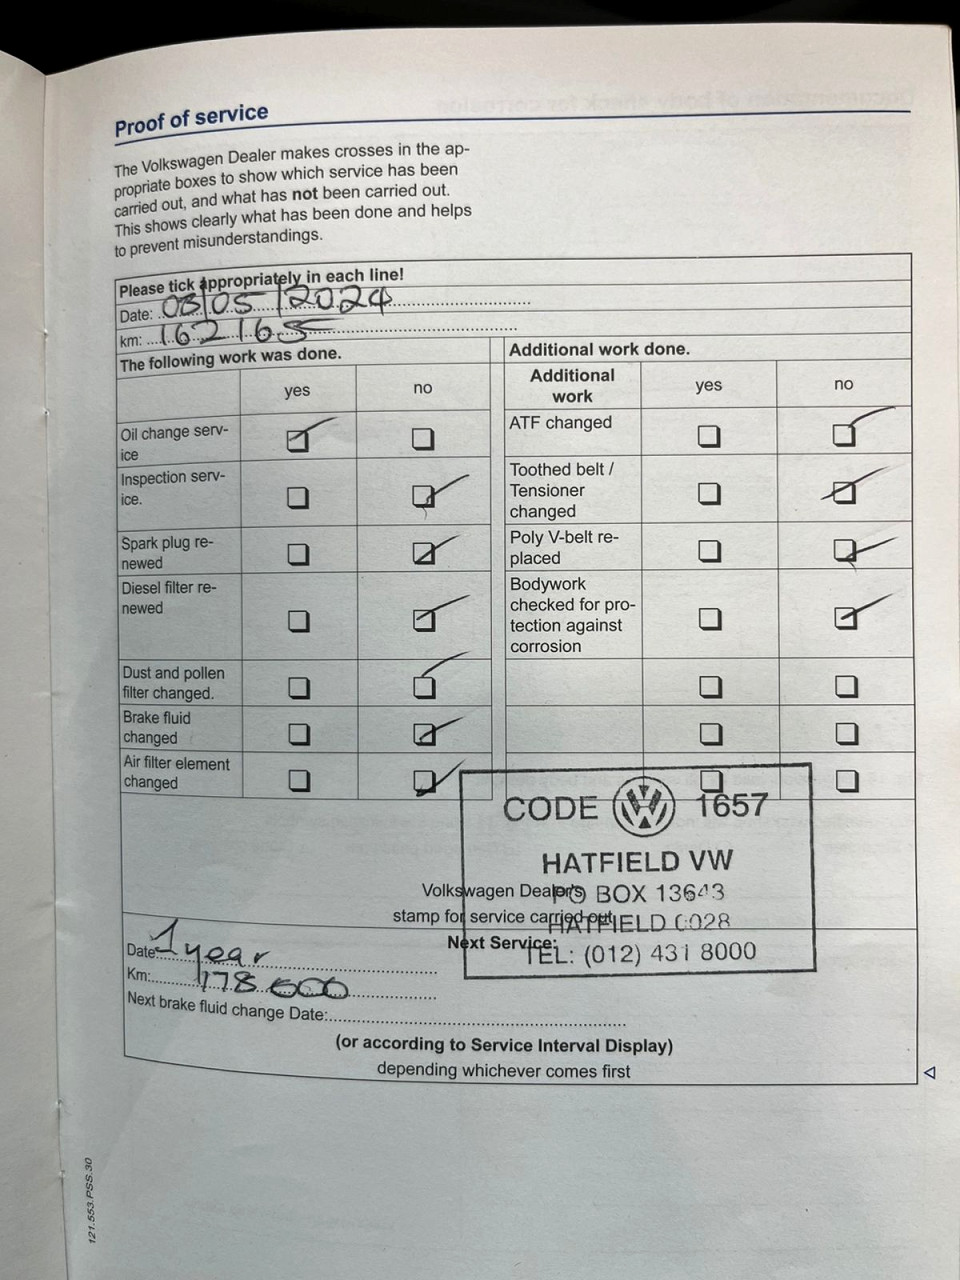 Proof of service
The Volkswagen Dealer makes crosses in the ap-
propriate boxes to show which service has been
carried out, and what has not been carried out.
This shows clearly what has been done and helps
to prevent misunderstandings.
Please tick appropriately in each line!
Date: 03/05/2024
km: 162165
The following work was done.
yes
no
Oil change serv-
ice
Inspection serv-
ice.
Spark plug re-
newed
Diesel filter re-
newed
Dust and pollen
filter changed.
Brake fluid
changed
Air filter element
changed
Additional work done.
Additional
work
yes
no
ATF changed
Toothed belt /
Tensioner
changed
Poly V-belt re-
placed
Bodywork
checked for pro-
tection against
corrosion
CODE 1657
HATFIELD VW
PO BOX 13643
HATFIELD 0028
TEL: (012) 431 8000
Volkswagen Dealer's
stamp for service carried out
Next Service:
Date: 1 year
Km: 178 000
Next brake fluid change Date:
(or according to Service Interval Display)
depending whichever comes first
121.553.PSS.30